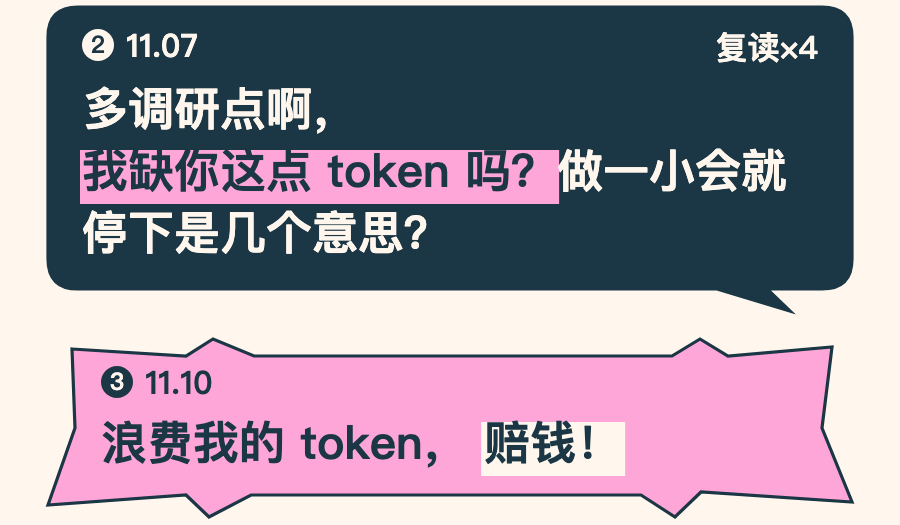 2 11.07
复读×4
多调研点啊，
我缺你这点 token 吗？做一小会就
停下是几个意思？
3 11.10
浪费我的 token， 赔钱！